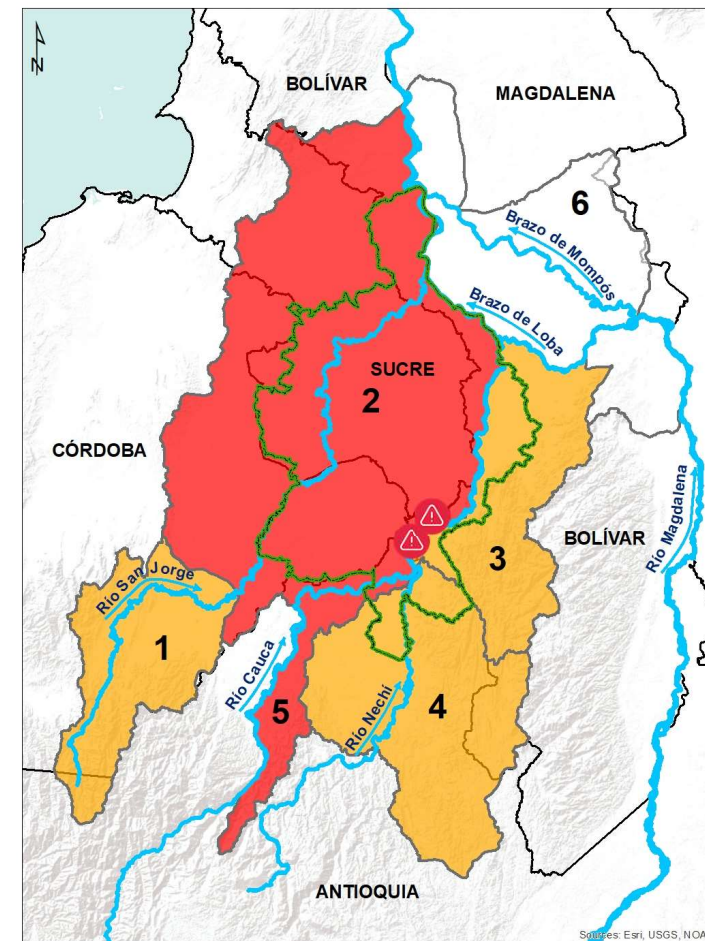 N
BOLÍVAR
MAGDALENA
6
Brazo de Mompós
Brazo de Loba
SUCRE
2
CÓRDOBA
Río Magdalena
BOLÍVAR
3
Río San Jorge
1
Río Cauca
5
Río Nechí
4
ANTIOQUIA
Sources: Esri, USGS, NOA